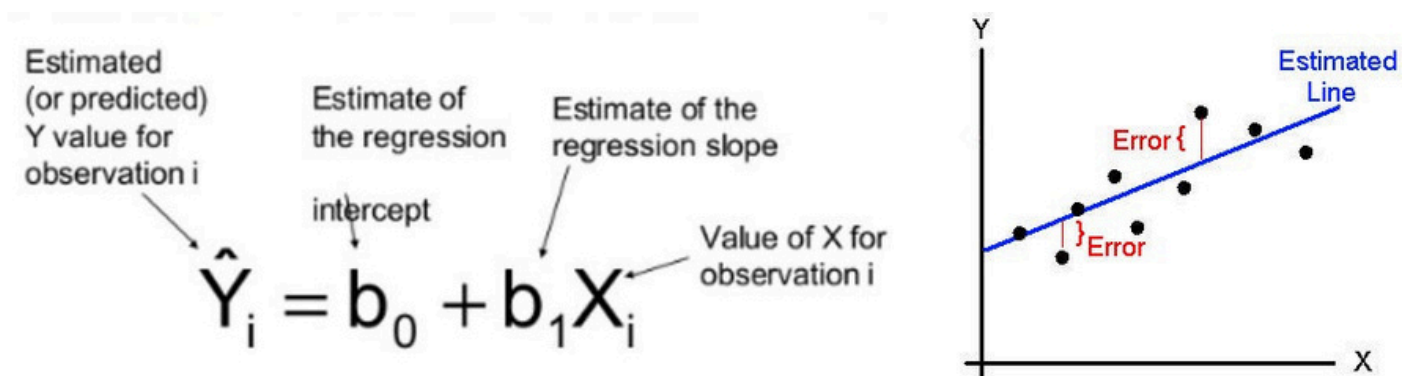 Estimated
(or predicted)
Y value for
observation i
Estimate of
the regression
intercept
Estimate of the
regression slope
Value of X for
observation i
Ŷᵢ = b₀ + b₁Xᵢ
Y
Estimated
Line
Error {
} Error
X